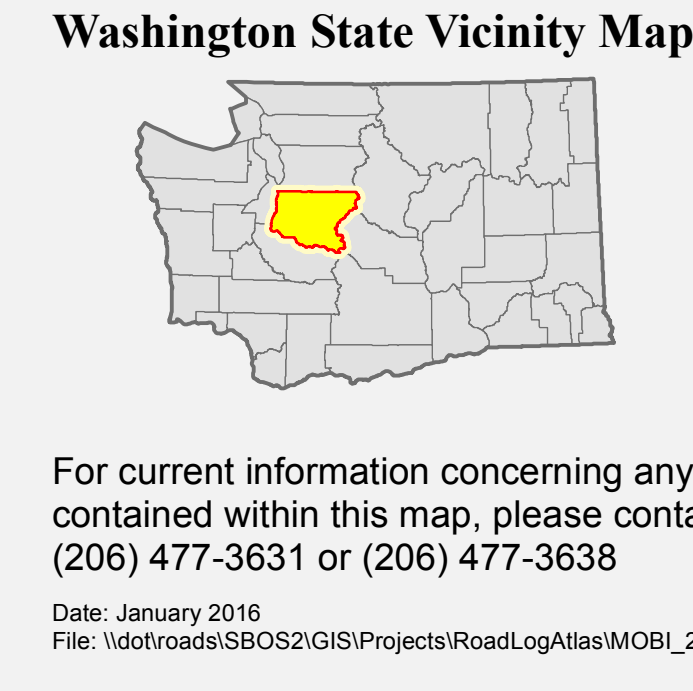 Washington State Vicinity Map
For current information concerning any
contained within this map, please conta
(206) 477-3631 or (206) 477-3638
Date: January 2016
File: \\dot\roads\SBOS2\GIS\Projects\RoadLogAtlas\MOBI_2